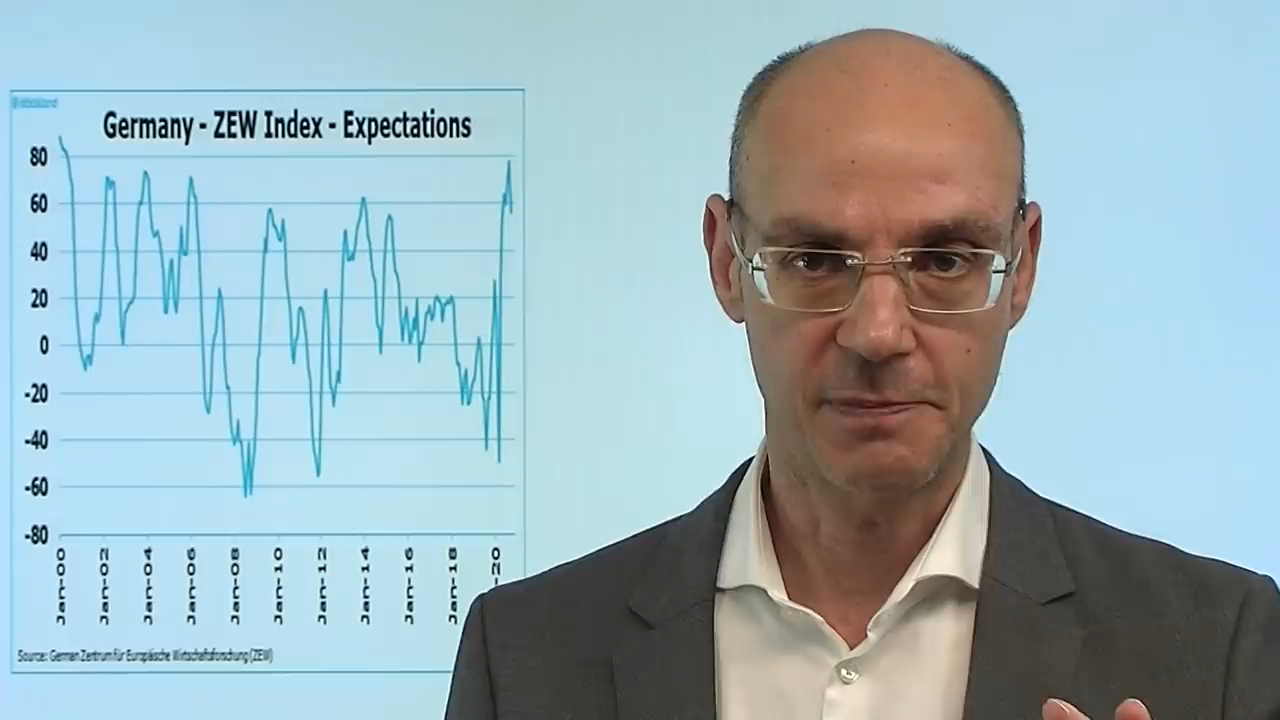 Germany - ZEW Index - Expectations
80
60
40
20
0
-20
-40
-60
-80
Jan-00
Jan-02
Jan-04
Jan-06
Jan-08
Jan-10
Jan-12
Jan-14
Jan-16
Jan-18
-20
Source: German Zentrum für Europäische Wirtschaftsforschung (ZEW)